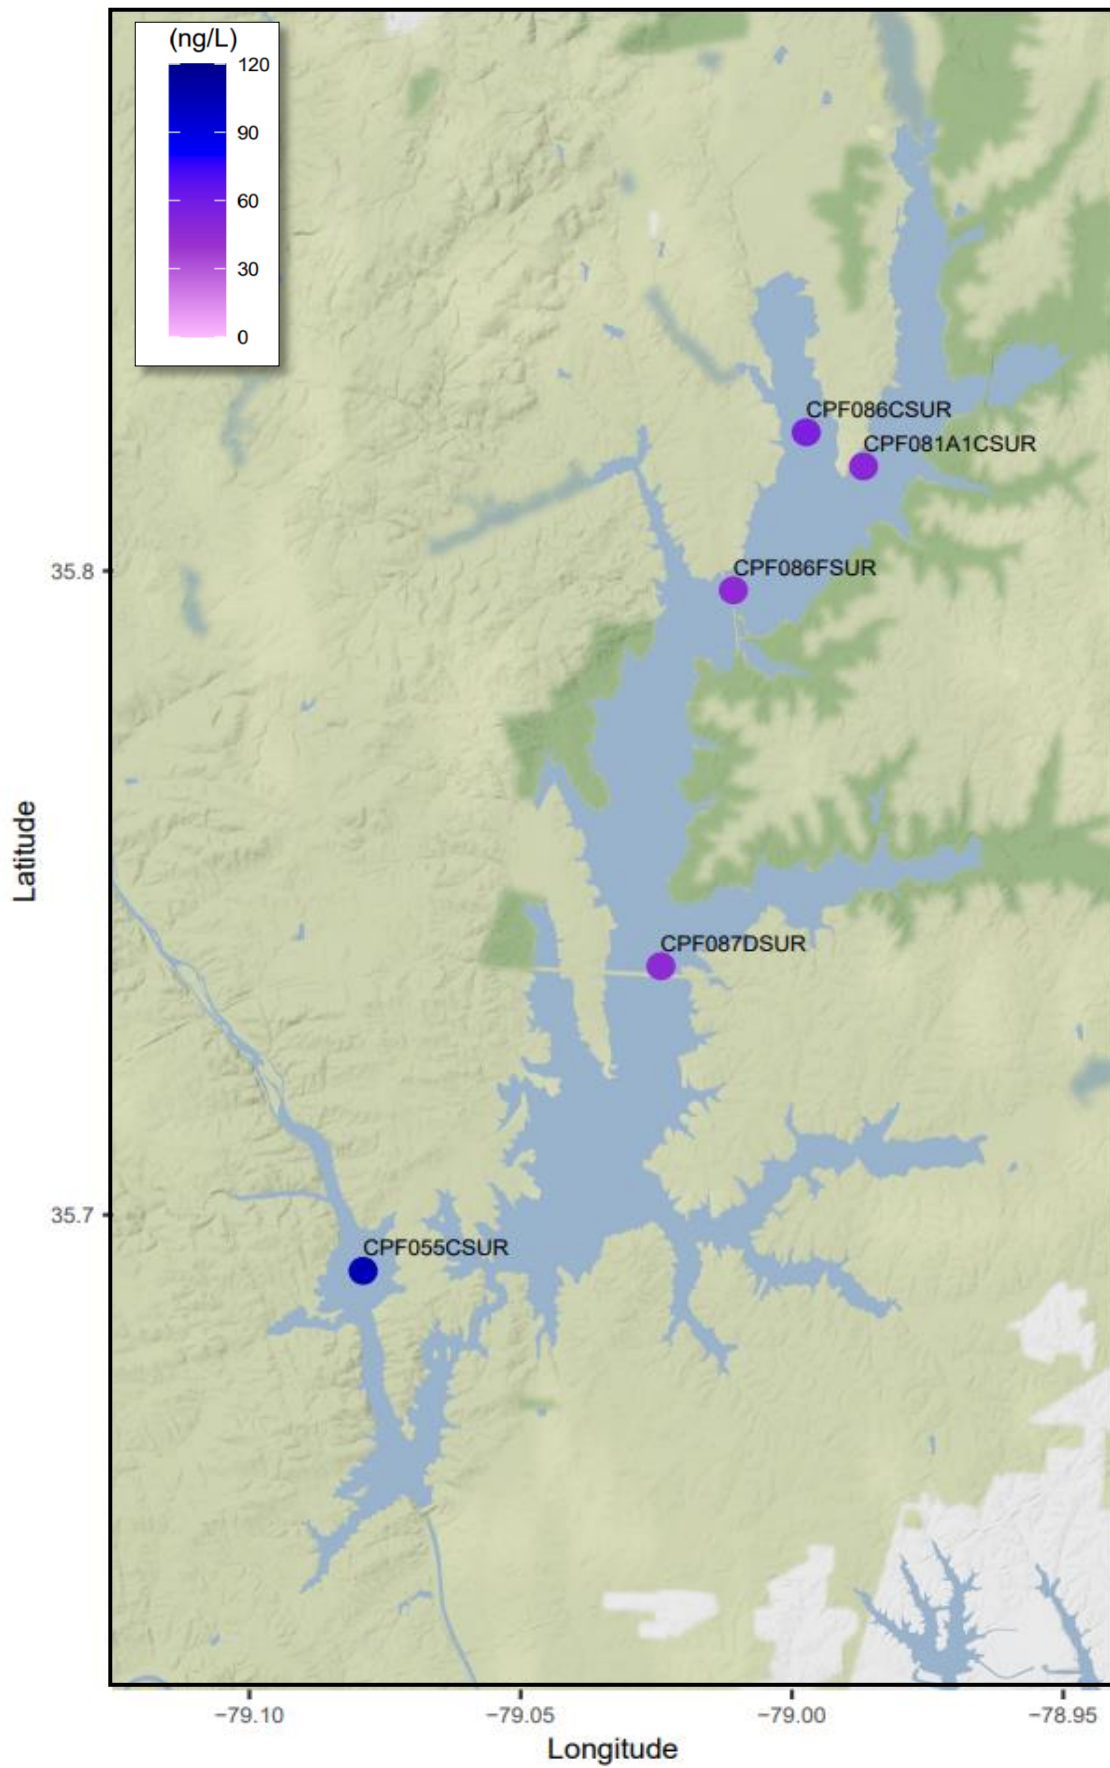 (ng/L)
120
90
60
30
0
CPF086CSUR
CPF081A1CSUR
CPF086FSUR
CPF087DSUR
CPF055CSUR
35.8
35.7
Latitude
−79.10
−79.05
−79.00
−78.95
Longitude